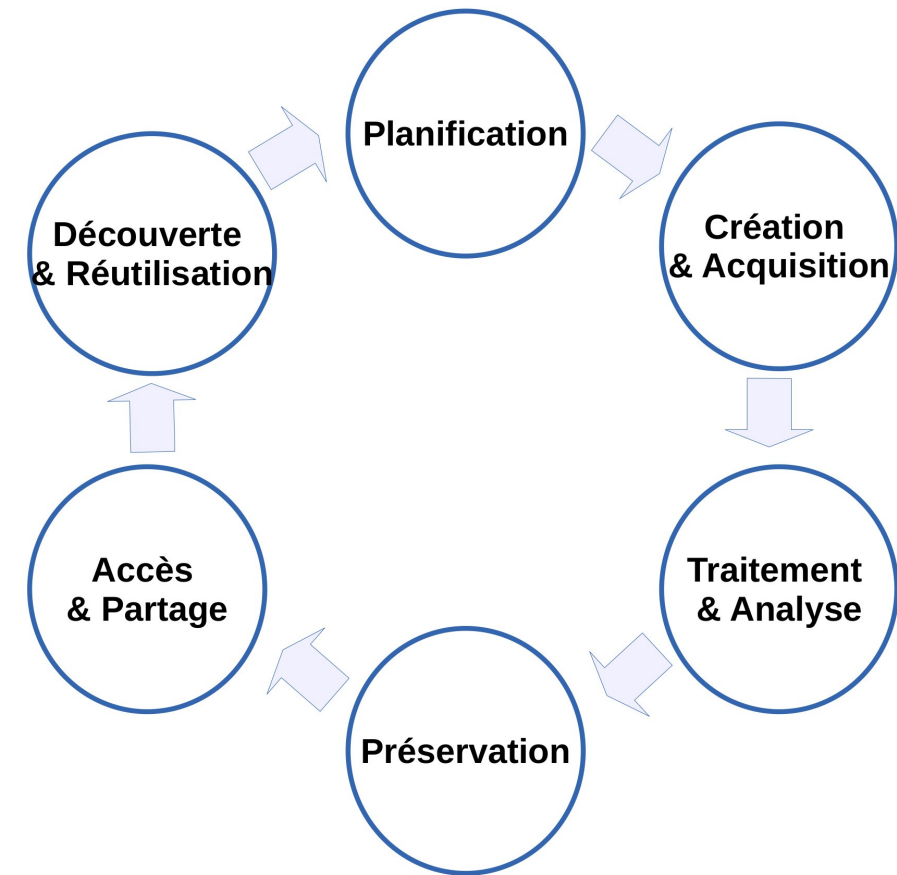 Planification
Création
& Acquisition
Traitement
& Analyse
Préservation
Accès
& Partage
Découverte
& Réutilisation